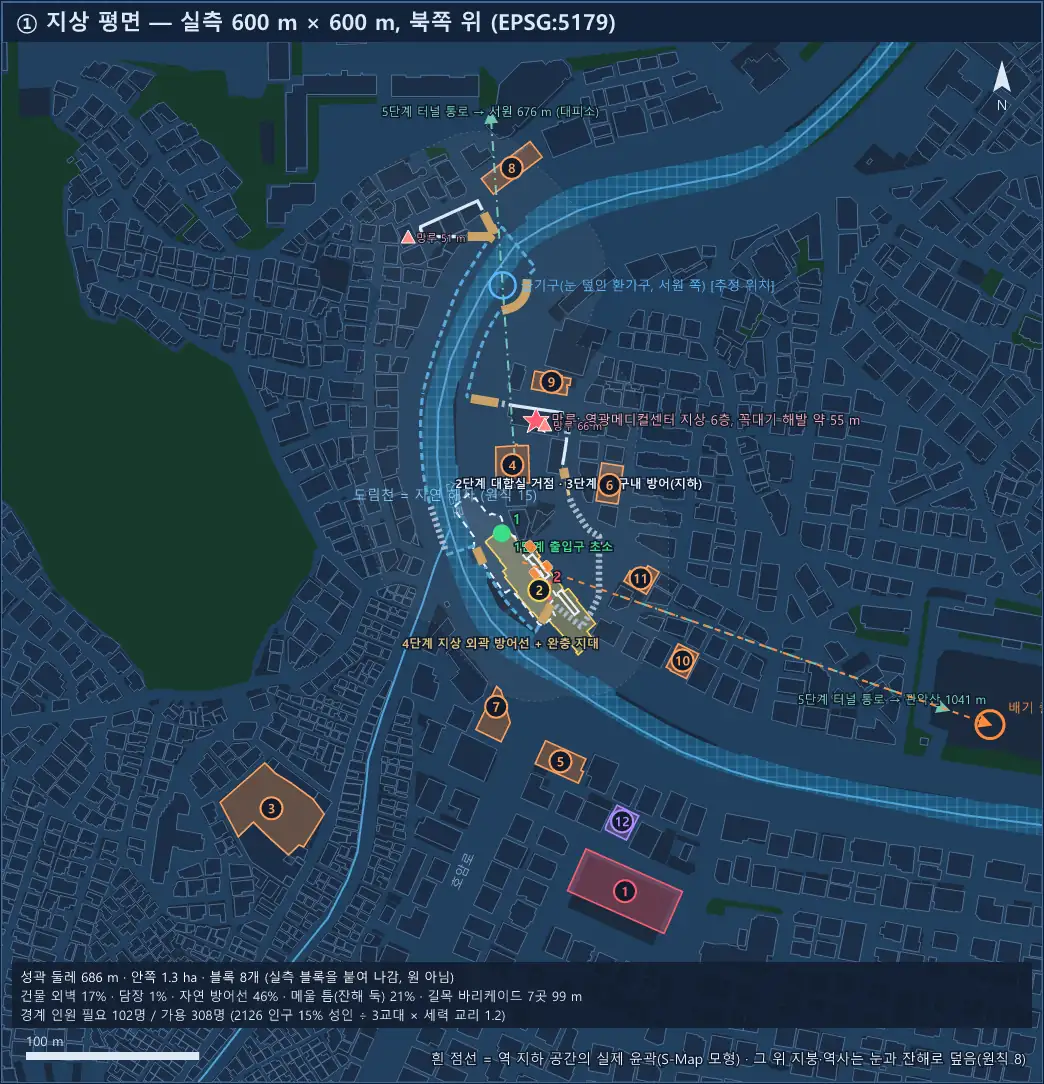 ① 지상 평면 — 실측 600 m × 600 m, 북쪽 위 (EPSG:5179)
N
5단계 터널 통로 → 서원 676 m (대피소)
8
망루 51 m
환기구(눈 덮인 환기구, 서원 쪽) [추정 위치]
9
망루: 영광메디컬센터 지상 6층, 꼭대기 해발 약 55 m
망루 66 m
4
6
2단계 대합실 거점 · 3단계 구내 방어(지하)
도림천 = 자연 해자 (원칙 15)
1
1단계 출입구 초소
2
2
11
4단계 지상 외곽 방어선 + 완충 지대
10
5단계 터널 통로 → 관악산 1041 m
배기
7
5
3
12
호암로
1
성곽 둘레 686 m · 안쪽 1.3 ha · 블록 8개 (실측 블록을 붙여 나감, 원 아님)
건물 외벽 17% · 담장 1% · 자연 방어선 46% · 메울 틈(잔해 둑) 21% · 길목 바리케이드 7곳 99 m
경계 인원 필요 102명 / 가용 308명 (2126 인구 15% 성인 ÷ 3교대 × 세력 교리 1.2)
100 m
흰 점선 = 역 지하 공간의 실제 윤곽(S-Map 모형) · 그 위 지붕·역사는 눈과 잔해로 덮음(원칙 8)